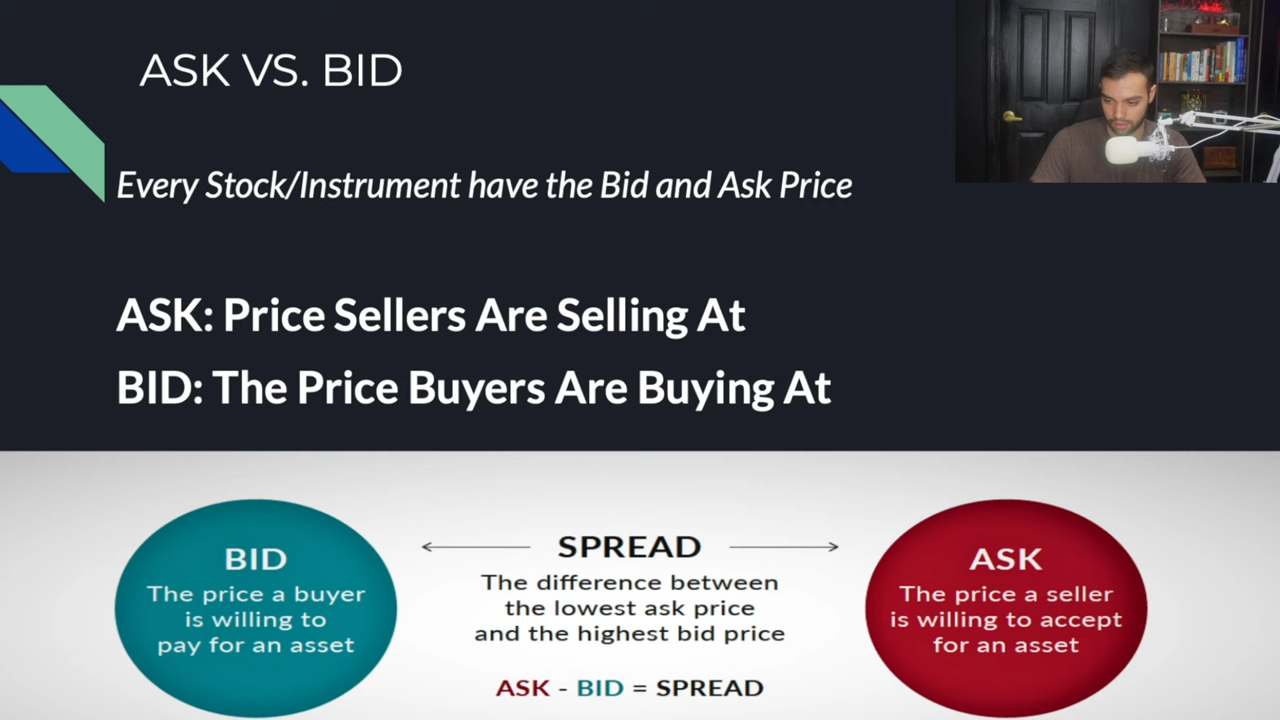 ASK VS. BID
Every Stock/Instrument have the Bid and Ask Price
ASK: Price Sellers Are Selling At
BID: The Price Buyers Are Buying At
BID
The price a buyer
is willing to
pay for an asset
SPREAD
The difference between
the lowest ask price
and the highest bid price
ASK - BID = SPREAD
ASK
The price a seller
is willing to accept
for an asset